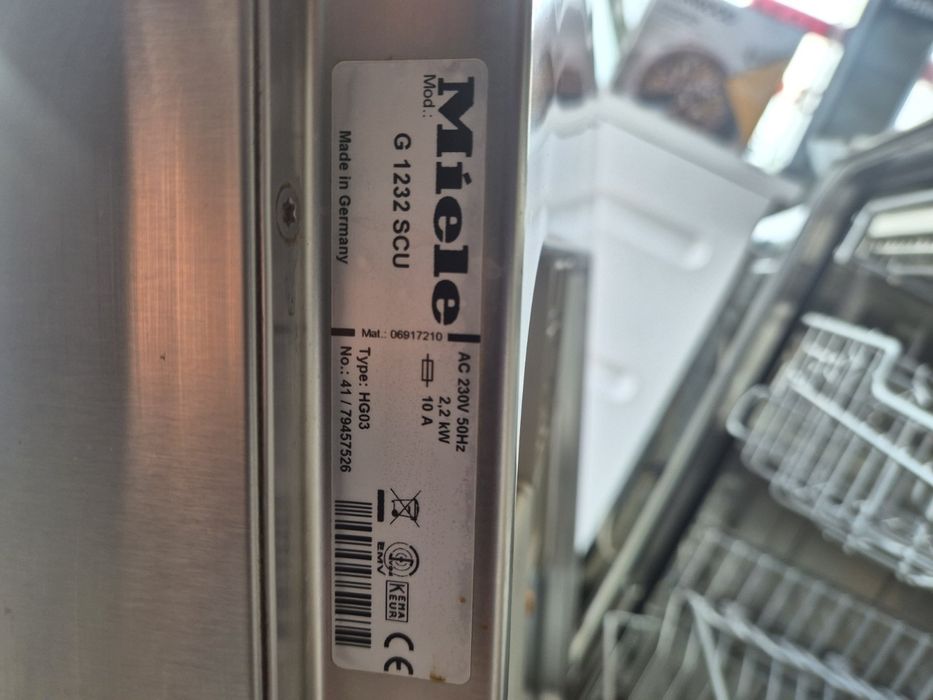 Miele
Mod.:
G 1232 SCU
Made in Germany
Mat.: 06917210
AC 230V 50Hz
2,2 kW
10 A
Type: HG03
No.: 41 / 79457526
EMV
KEMA
KEUR
CE